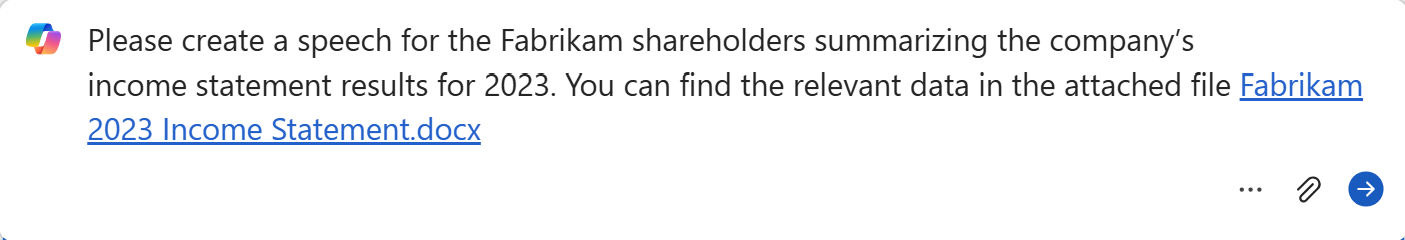 Please create a speech for the Fabrikam shareholders summarizing the company’s
income statement results for 2023. You can find the relevant data in the attached file Fabrikam
2023 Income Statement.docx